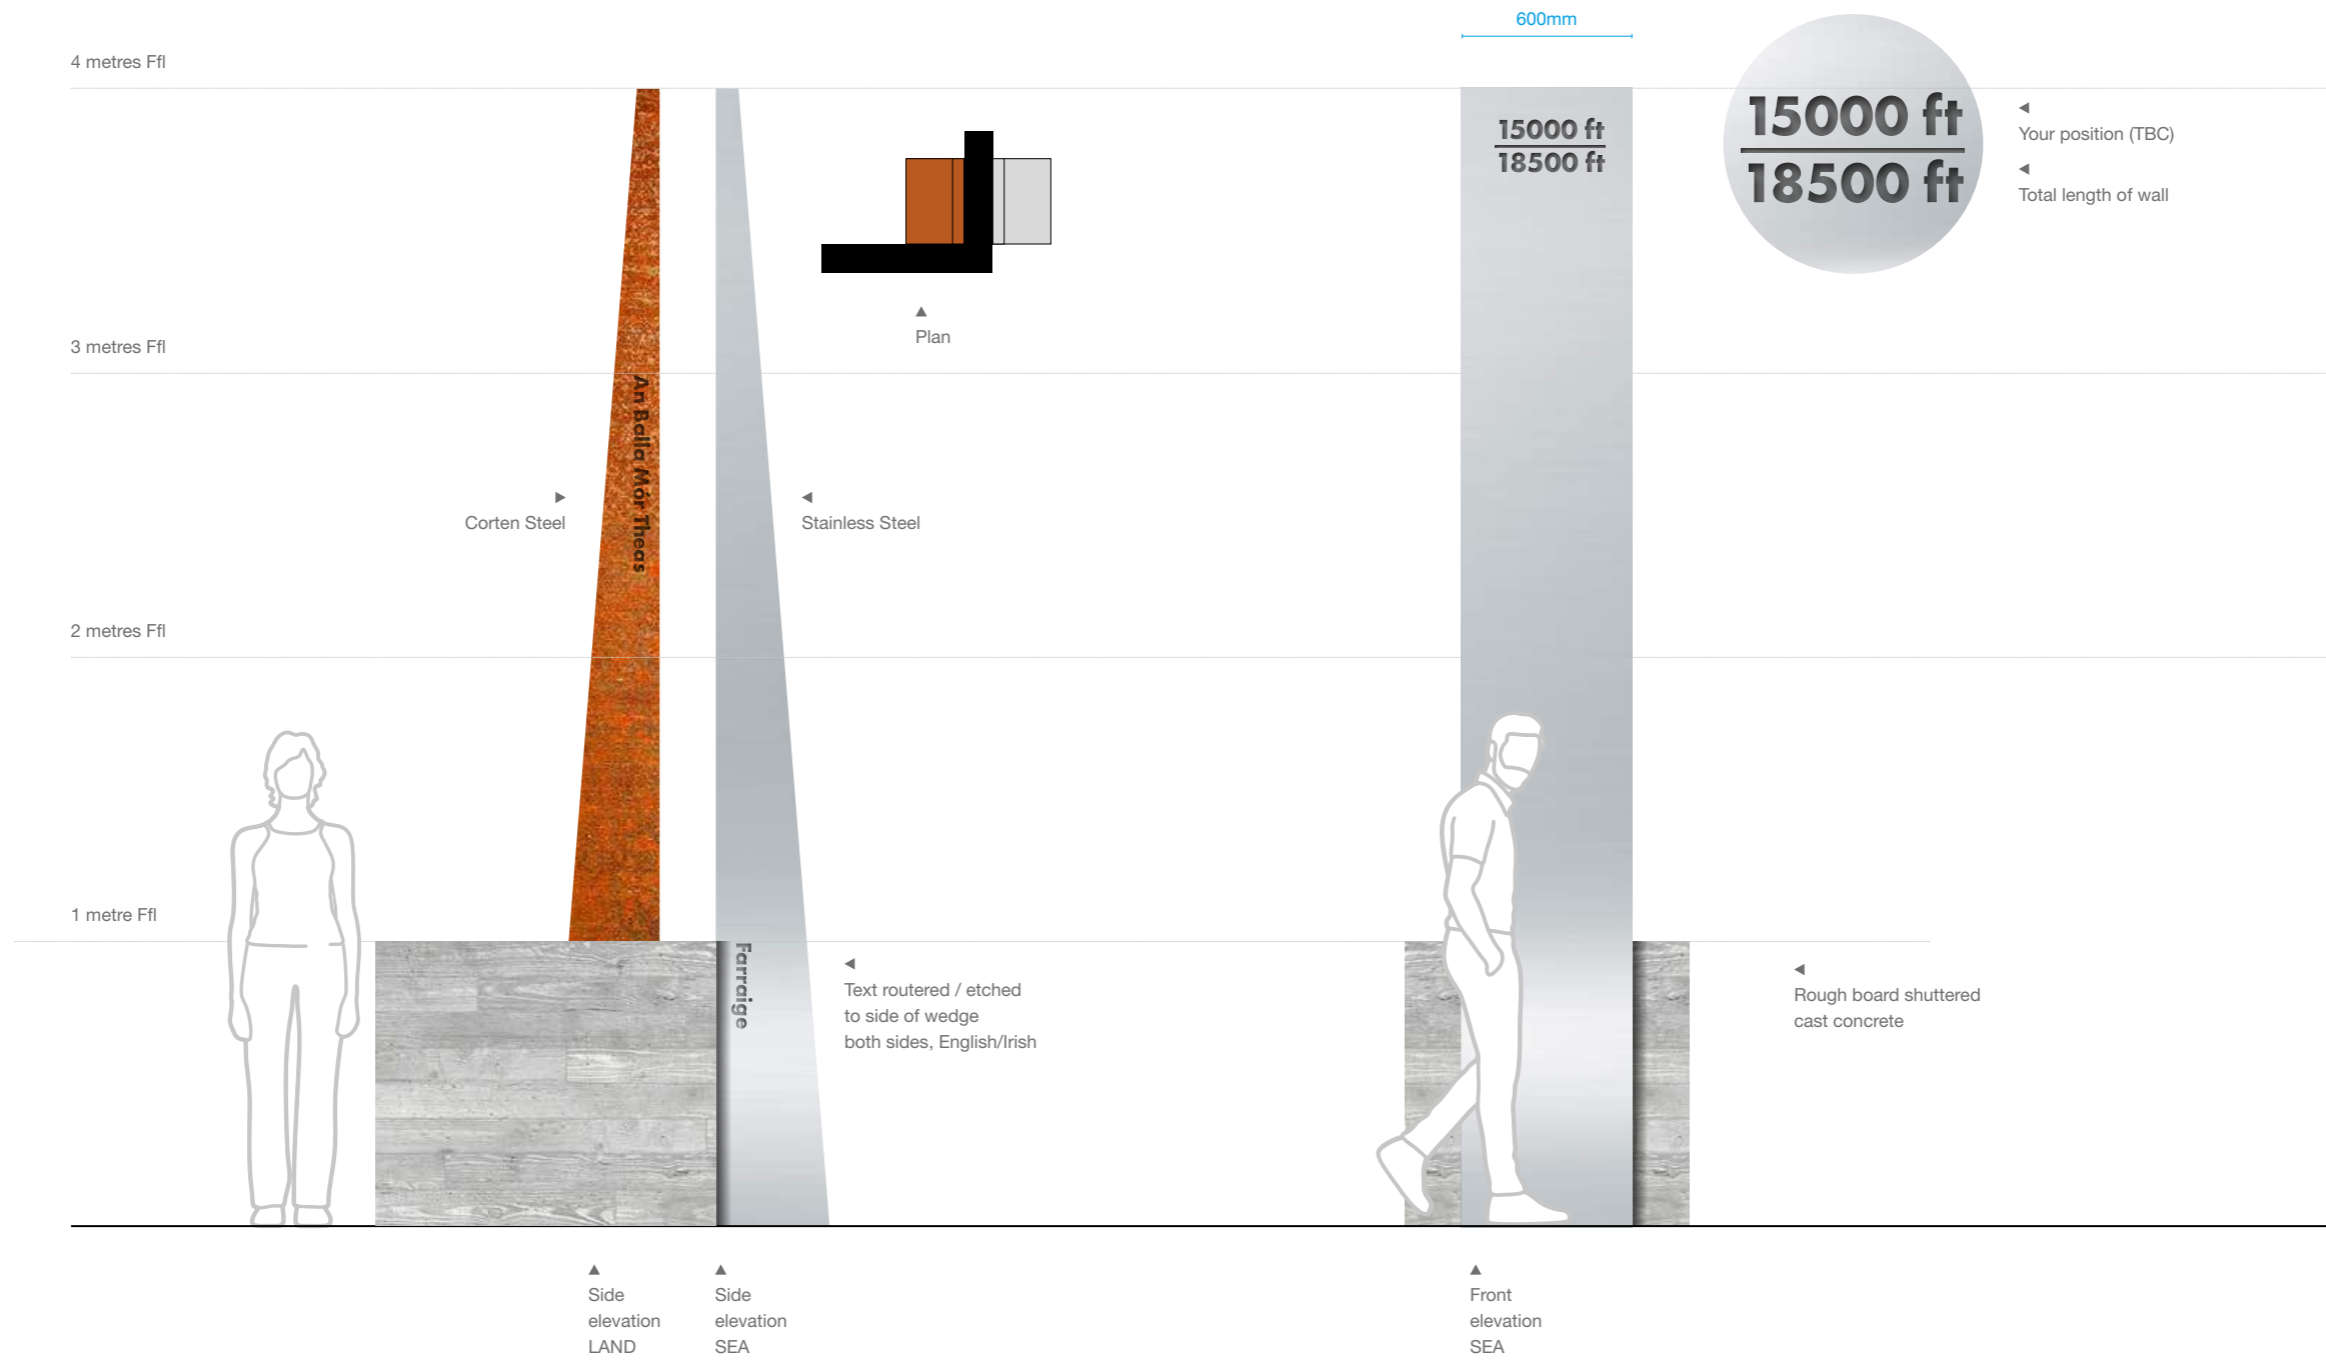 600mm
4 metres Ffl
15000 ft
18500 ft
15000 ft
18500 ft
Your position (TBC)
Total length of wall
Plan
3 metres Ffl
An Balla Mór Theas
Corten Steel
Stainless Steel
2 metres Ffl
1 metre Ffl
Farraige
Text routered / etched
to side of wedge
both sides, English/Irish
Rough board shuttered
cast concrete
Side
elevation
LAND
Side
elevation
SEA
Front
elevation
SEA